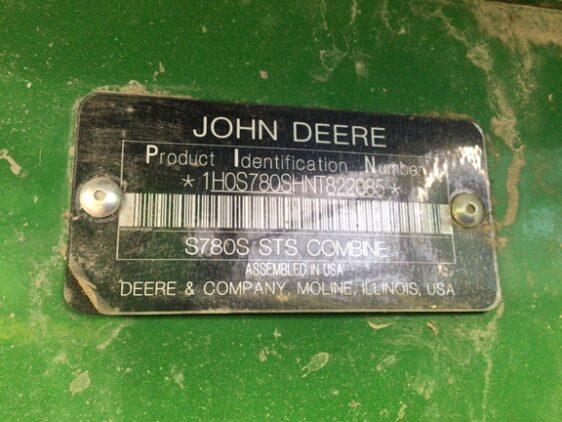 JOHN DEERE
Product Identification Number
*1H0S780SHNT822085*
S780S STS COMBINE
ASSEMBLED IN USA
DEERE & COMPANY MOLINE, ILLINOIS, USA